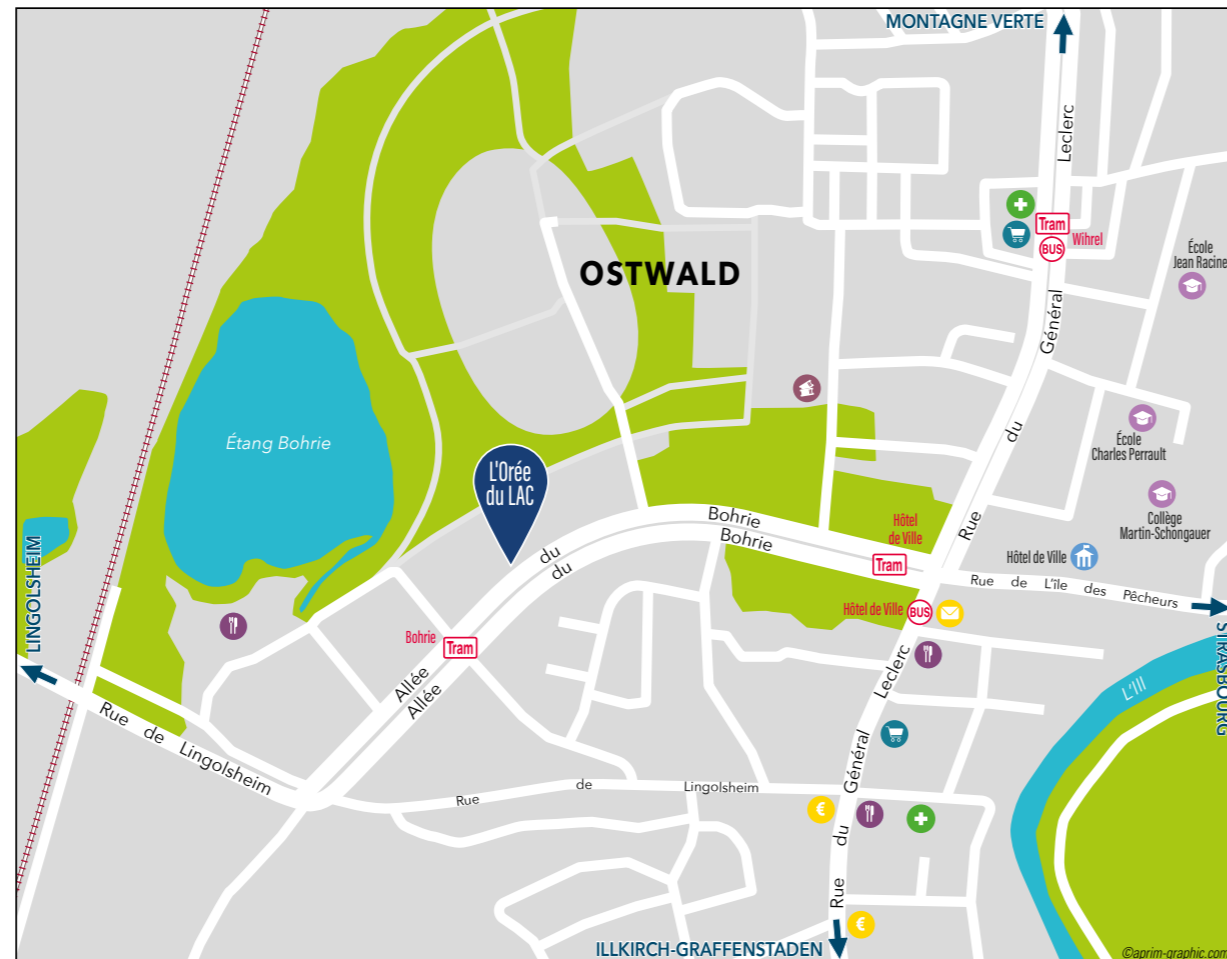 MONTAGNE VERTE
Leclerc
Tram
BUS
Wihrel
École
Jean Racine
OSTWALD
Général
Étang Bohrie
L'Orée
du LAC
École
Charles Perrault
du
Collège
Martin-Schongauer
Rue
Bohrie
Bohrie
Hôtel
de Ville
Tram
Hôtel de Ville
Rue de L'île des Pêcheurs
du
du
LINGOLSHEIM
STRASBOURG
Hôtel de Ville
BUS
Bohrie
Tram
Allée
Allée
Leclerc
L'Ill
Rue de Lingolsheim
Général
Rue de Lingolsheim
€
du
Rue
€
ILLKIRCH-GRAFFENSTADEN
©aprim-graphic.com